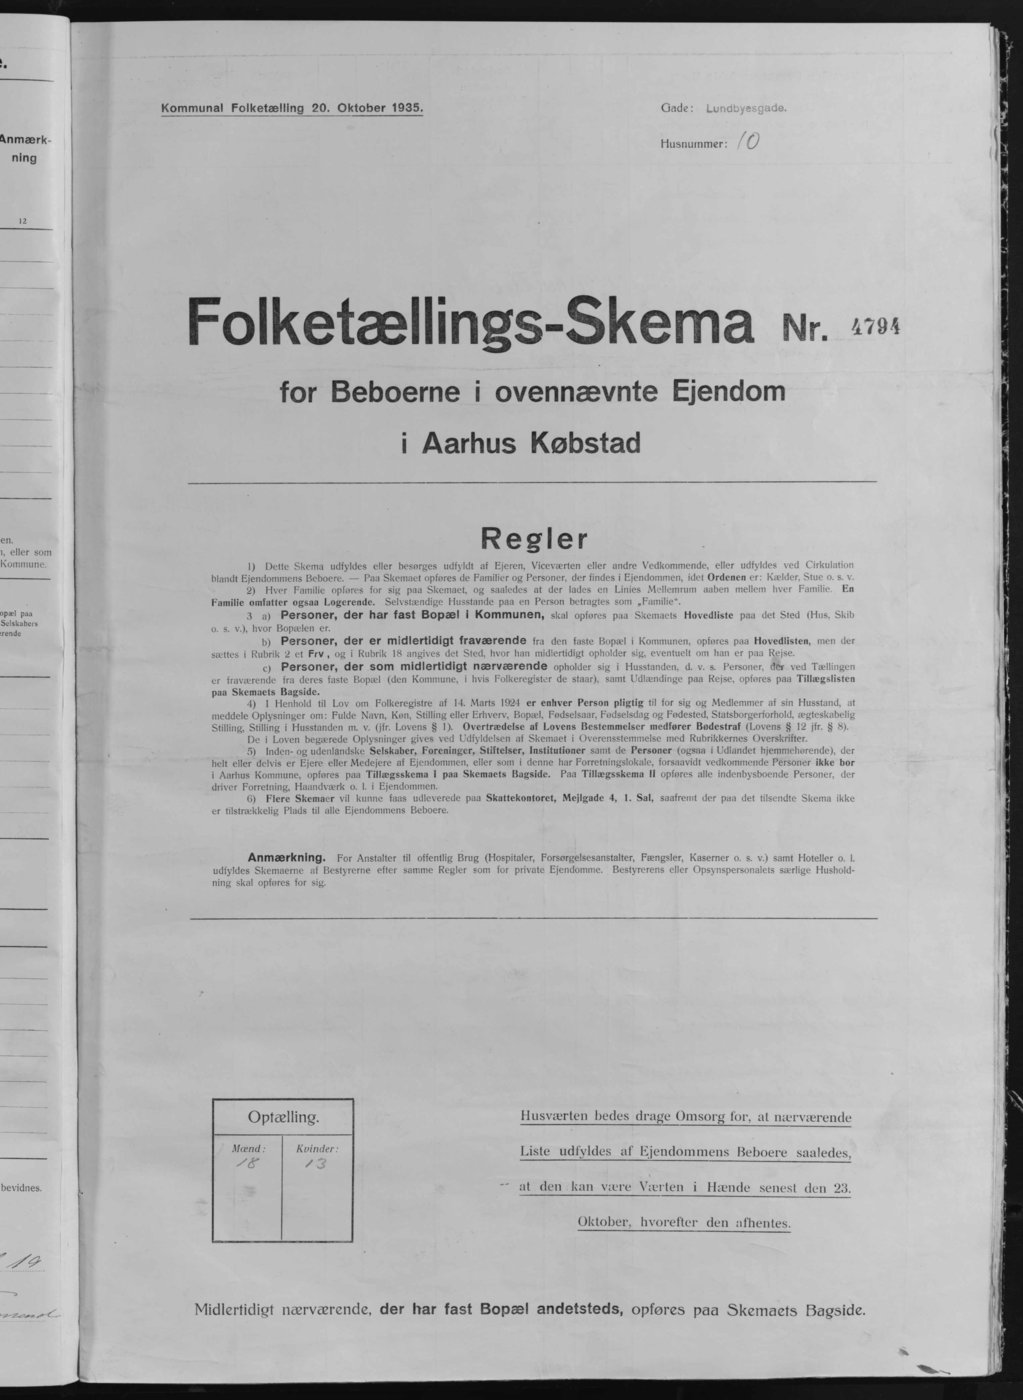 Anmærk-
ning
12
en.
, eller som
Kommune.
opæl paa
Selskabers
rende
bevidnes.
19
Kommunal Folketælling 20. Oktober 1935.
Gade: Lundbyesgade.
Husnummer: 10
Folketællings-Skema Nr. 4794
for Beboerne i ovennævnte Ejendom
i Aarhus Købstad
Regler
1) Dette Skema udfyldes eller besørges udfyldt af Ejeren, Viceværten eller andre Vedkommende, eller udfyldes ved Cirkulation
blandt Ejendommens Beboere. — Paa Skemaet opføres de Familier og Personer, der findes i Ejendommen, idet Ordenen er: Kælder, Stue o. s. v.
2) Hver Familie opføres for sig paa Skemaet, og saaledes at der lades en Linies Mellemrum aaben mellem hver Familie. En
Familie omfatter ogsaa Logerende. Selvstændige Husstande paa en Person betragtes som „Familie“.
3 a) Personer, der har fast Bopæl i Kommunen, skal opføres paa Skemaets Hovedliste paa det Sted (Hus, Skib
o. s. v.), hvor Bopælen er.
b) Personer, der er midlertidigt fraværende fra den faste Bopæl i Kommunen, opføres paa Hovedlisten, men der
sættes i Rubrik 2 et Frv , og i Rubrik 18 angives det Sted, hvor han midlertidigt opholder sig, eventuelt om han er paa Rejse.
c) Personer, der som midlertidigt nærværende opholder sig i Husstanden, d. v. s. Personer, der ved Tællingen
er fraværende fra deres faste Bopæl (den Kommune, i hvis Folkeregister de staar), samt Udlændinge paa Rejse, opføres paa Tillægslisten
paa Skemaets Bagside.
4) I Henhold til Lov om Folkeregistre af 14. Marts 1924 er enhver Person pligtig til for sig og Medlemmer af sin Husstand, at
meddele Oplysninger om: Fulde Navn, Køn, Stilling eller Erhverv, Bopæl, Fødselsaar, Fødselsdag og Fødested, Statsborgerforhold, ægteskabelig
Stilling, Stilling i Husstanden m. v. (jfr. Lovens § 1). Overtrædelse af Lovens Bestemmelser medfører Bødestraf (Lovens § 12 jfr. § 8).
De i Loven begærede Oplysninger gives ved Udfyldelsen af Skemaet i Overensstemmelse med Rubrikkernes Overskrifter.
5) Inden- og udenlandske Selskaber, Foreninger, Stiftelser, Institutioner samt de Personer (ogsaa i Udlandet hjemmehørende), der
helt eller delvis er Ejere eller Medejere af Ejendommen, eller som i denne har Forretningslokale, forsaavidt vedkommende Personer ikke bor
i Aarhus Kommune, opføres paa Tillægsskema I paa Skemaets Bagside. Paa Tillægsskema II opføres alle indenbysboende Personer, der
driver Forretning, Haandværk o. l. i Ejendommen.
6) Flere Skemaer vil kunne faas udleverede paa Skattekontoret, Mejlgade 4, 1. Sal, saafremt der paa det tilsendte Skema ikke
er tilstrækkelig Plads til alle Ejendommens Beboere.
Anmærkning. For Anstalter til offentlig Brug (Hospitaler, Forsørgelsesanstalter, Fængsler, Kaserner o. s. v.) samt Hoteller o. l.
udfyldes Skemaerne af Bestyrerne efter samme Regler som for private Ejendomme. Bestyrerens eller Opsynspersonalets særlige Hushold-
ning skal opføres for sig.
Optælling.
Mænd: Kvinder:
18 13
Husværten bedes drage Omsorg for, at nærværende
Liste udfyldes af Ejendommens Beboere saaledes,
at den kan være Værten i Hænde senest den 23.
Oktober, hvorefter den afhentes.
Midlertidigt nærværende, der har fast Bopæl andetsteds, opføres paa Skemaets Bagside.